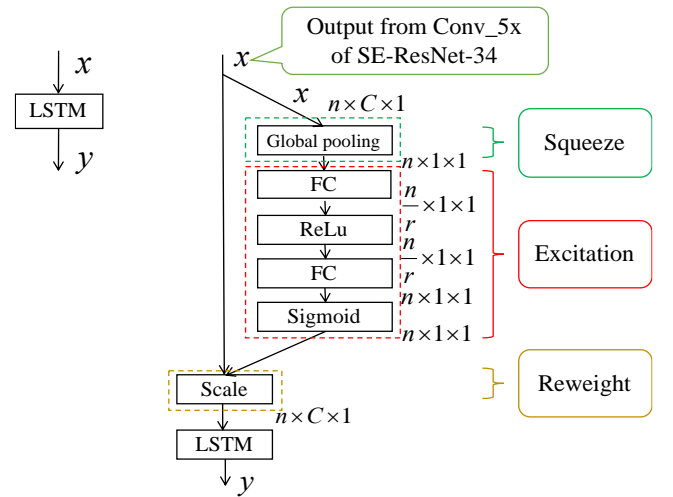 Output from Conv_5x
of SE-ResNet-34
x
x
x
n × C × 1
LSTM
Global pooling
Squeeze
y
n × 1 × 1
FC
n/r × 1 × 1
ReLu
Excitation
n/r × 1 × 1
FC
n × 1 × 1
Sigmoid
n × 1 × 1
Scale
Reweight
n × C × 1
LSTM
y